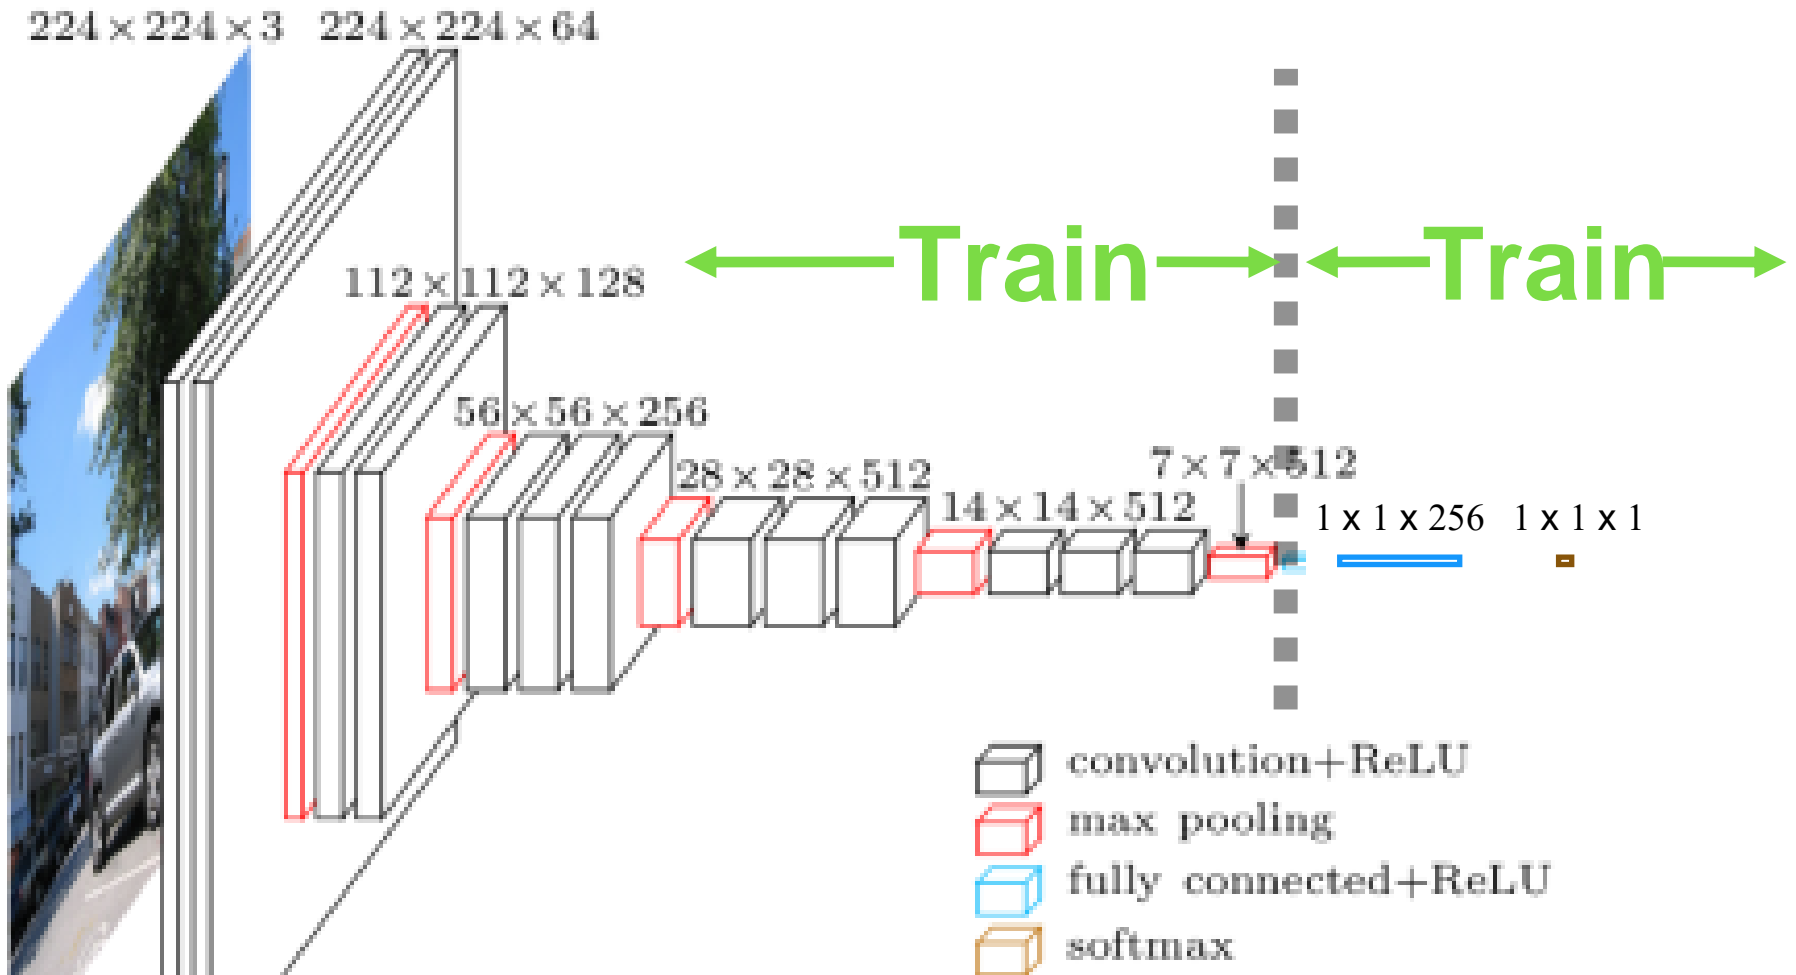 224 × 224 × 3   224 × 224 × 64
Train   Train
112 × 112 × 128
56 × 56 × 256
28 × 28 × 512
7 × 7 × 512
14 × 14 × 512
1 x 1 x 256   1 x 1 x 1
convolution+ReLU
max pooling
fully connected+ReLU
softmax